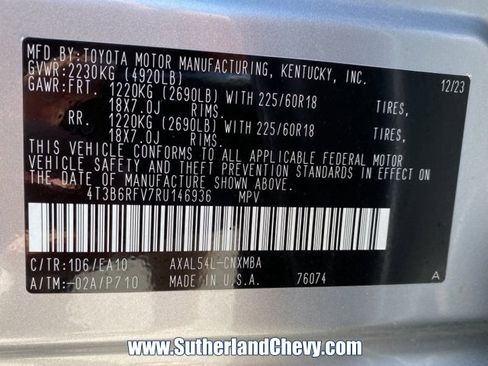 MFD.BY:TOYOTA MOTOR MANUFACTURING, KENTUCKY, INC.
GVWR:2230KG (4920LB) 12/23
GAWR:FRT. 1220KG (2690LB) WITH 225/60R18 TIRES,
18X7.0J RIMS.
RR. 1220KG (2690LB) WITH 225/60R18 TIRES,
18X7.0J RIMS.
THIS VEHICLE CONFORMS TO ALL APPLICABLE FEDERAL MOTOR
VEHICLE SAFETY AND THEFT PREVENTION STANDARDS IN EFFECT
ON THE DATE OF MANUFACTURE SHOWN ABOVE.
4T3B6RFV7RU146936 MPV
C/TR:1D6/EA10 AXAL54L-CNXMBA
A/TM:-02A/P710 MADE IN U.S.A. 76074 A
www.SutherlandChevy.com